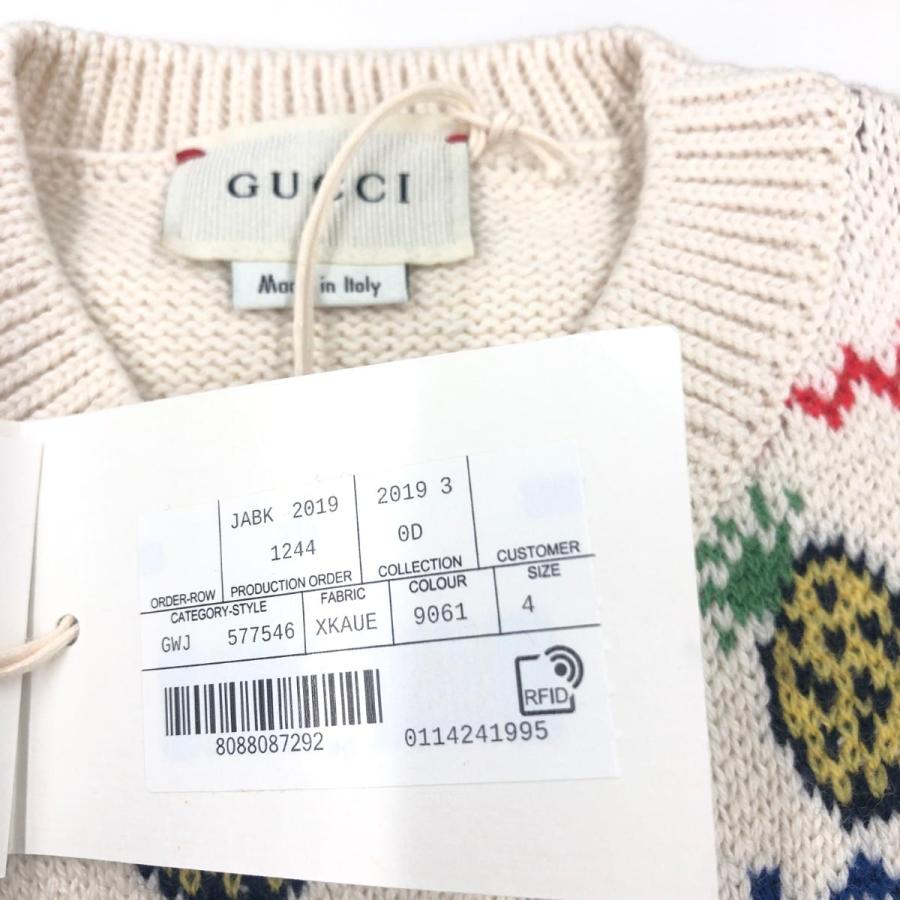 GUCCI
in Italy
JABK 2019
2019 3
1244
0D
ORDER-ROW
PRODUCTION ORDER
COLLECTION
CUSTOMER
CATEGORY-STYLE
FABRIC
COLOUR
SIZE
GWJ 577546
XKAUE
9061
4
RFID
8088087292
0114241995